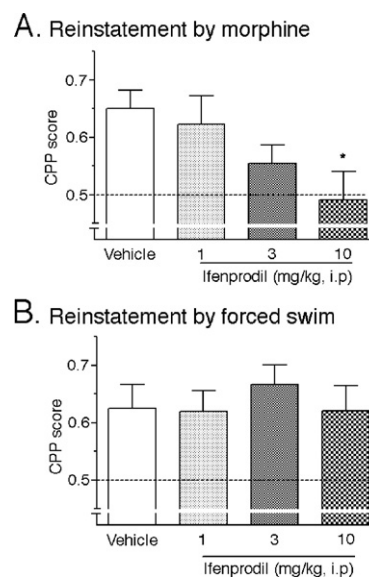 A. Reinstatement by morphine
0.7
0.6
0.5
CPP score
*
Vehicle 1 3 10
Ifenprodil (mg/kg, i.p)
B. Reinstatement by forced swim
0.7
0.6
0.5
CPP score
Vehicle 1 3 10
Ifenprodil (mg/kg, i.p)